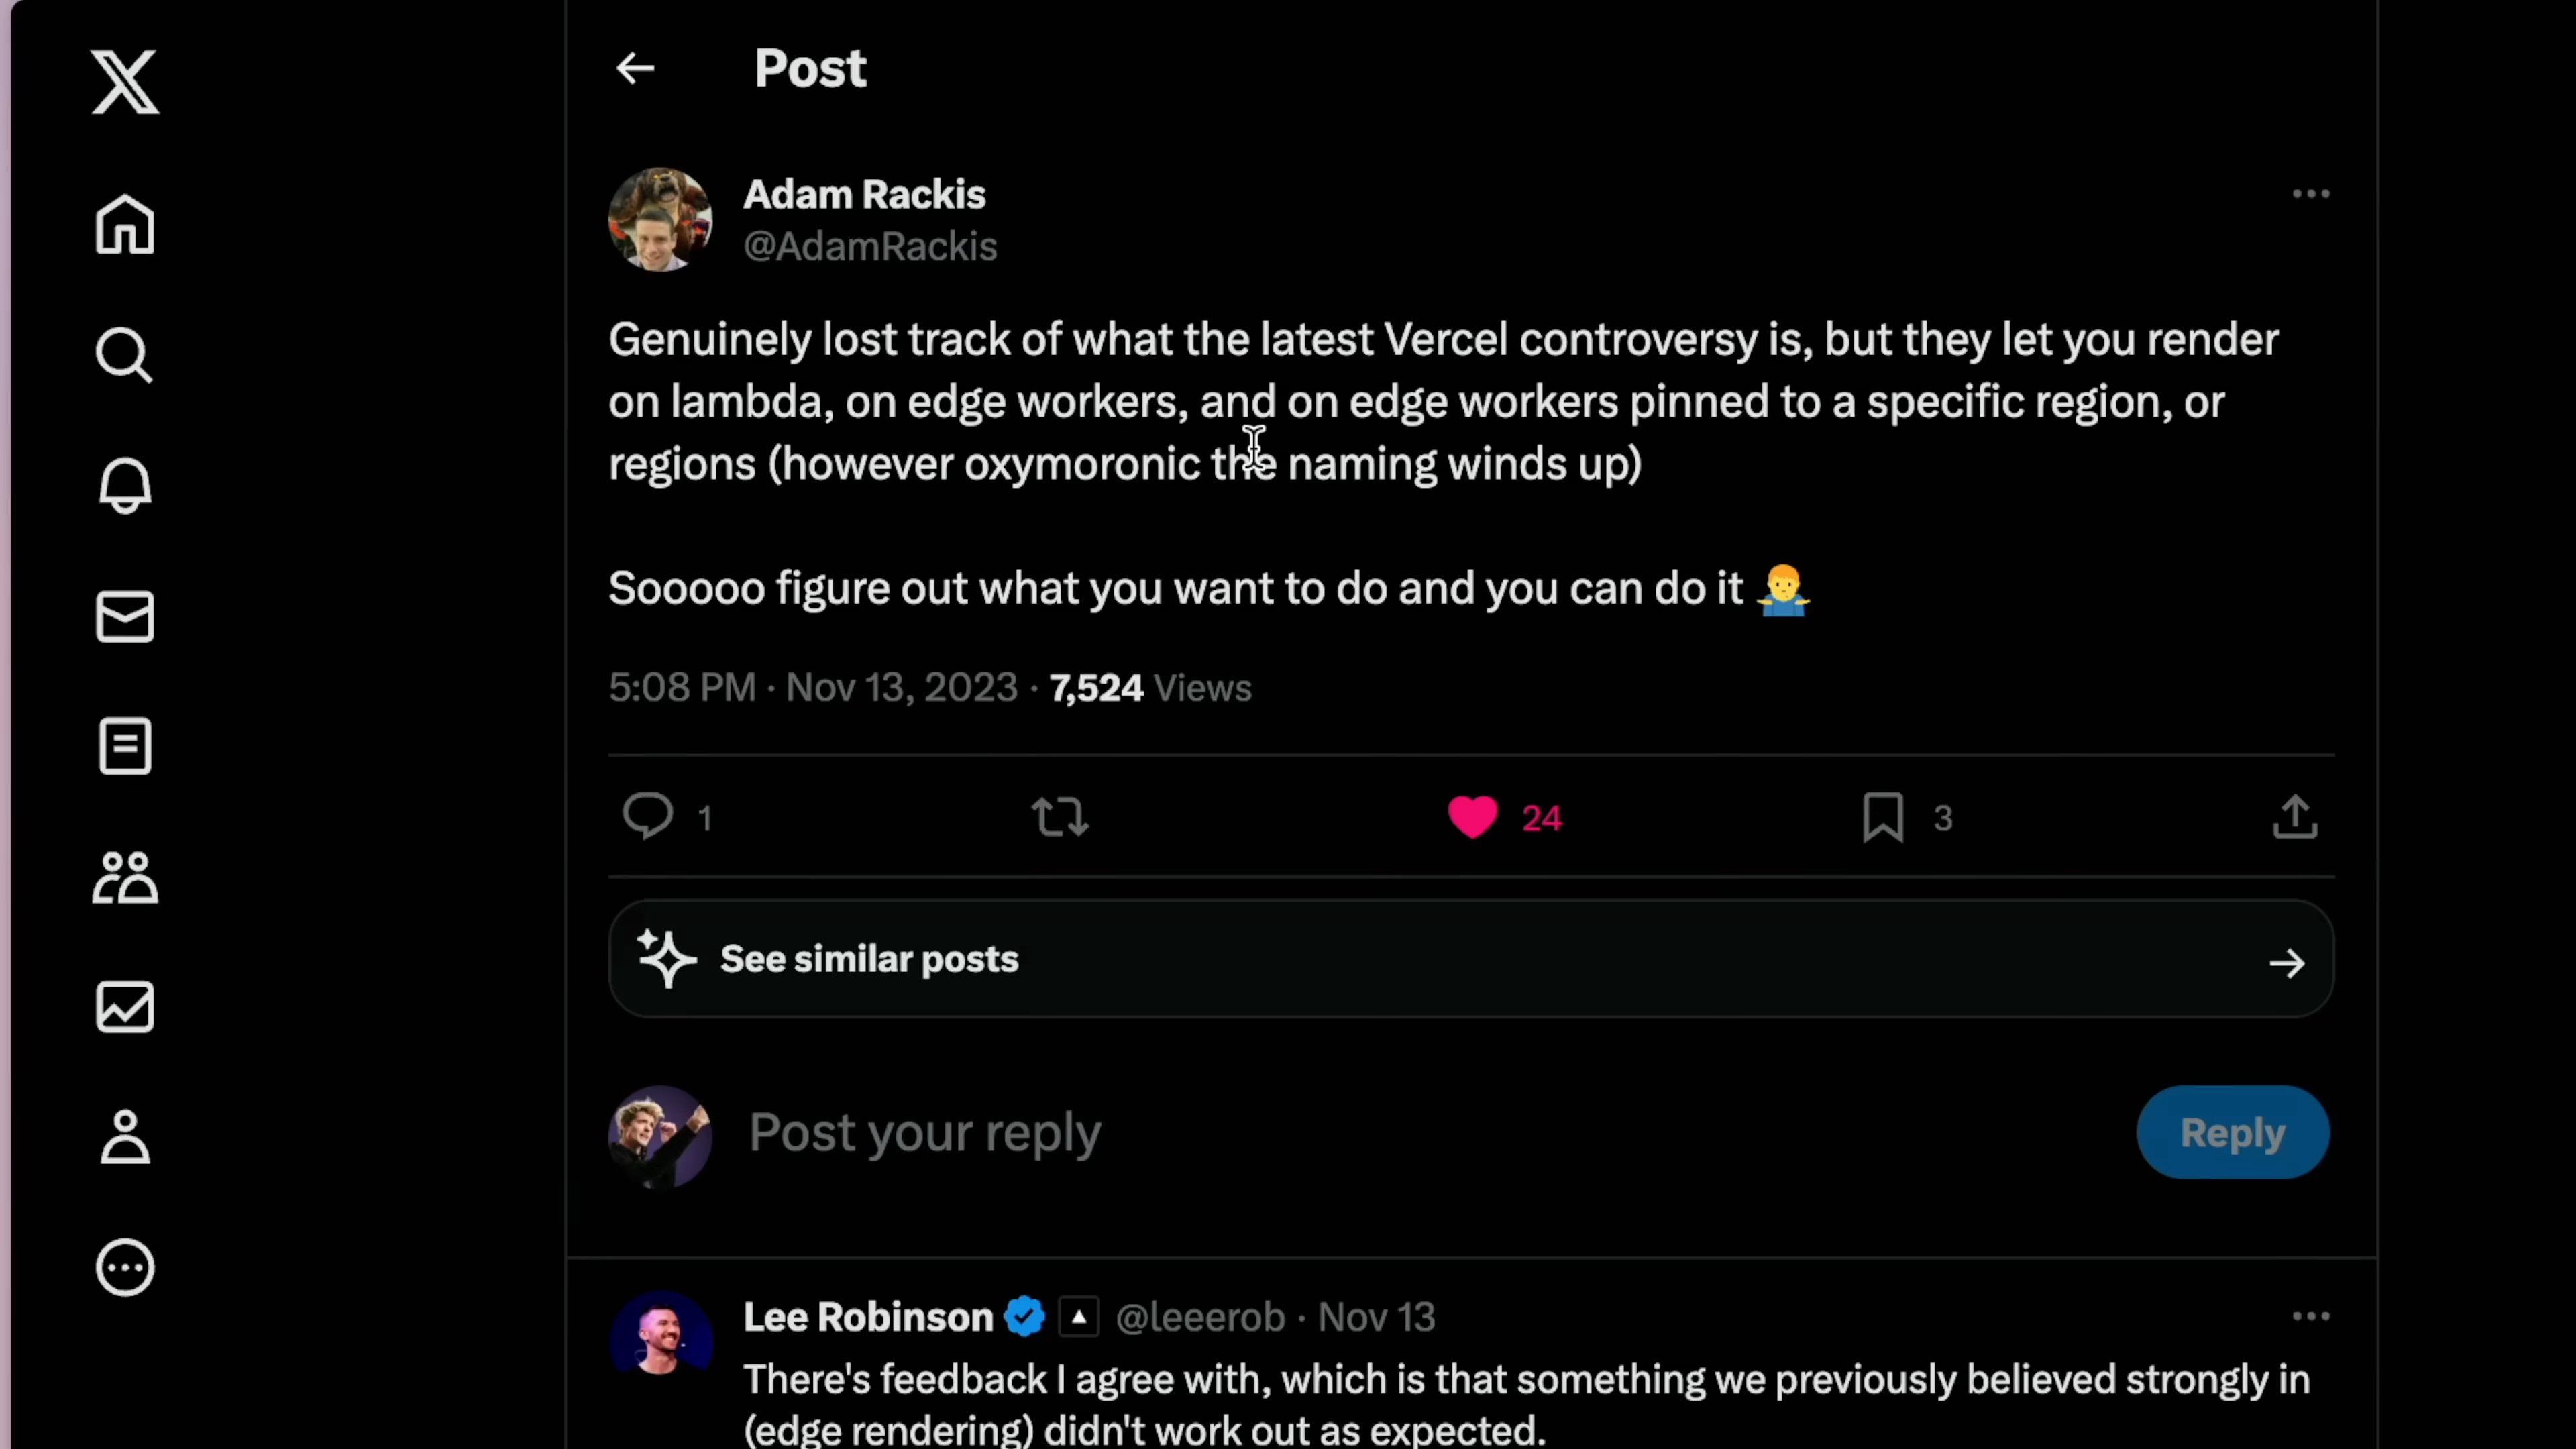 Post
Adam Rackis
@AdamRackis
Genuinely lost track of what the latest Vercel controversy is, but they let you render
on lambda, on edge workers, and on edge workers pinned to a specific region, or
regions (however oxymoronic the naming winds up)
Sooooo figure out what you want to do and you can do it 🤷‍♂️
5:08 PM · Nov 13, 2023 · 7,524 Views
1 24 3
See similar posts
Post your reply
Reply
Lee Robinson @leeerob · Nov 13
There's feedback I agree with, which is that something we previously believed strongly in
(edge rendering) didn't work out as expected.